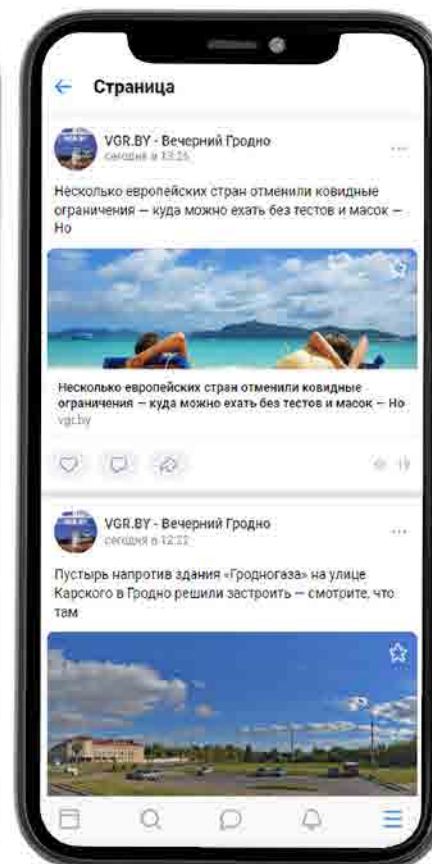 Страница
VGR.BY - Вечерний Гродно
сегодня в 13:26
Несколько европейских стран отменили ковидные
ограничения — куда можно ехать без тестов и масок —
Но
Несколько европейских стран отменили ковидные
ограничения — куда можно ехать без тестов и масок — Но
vgr.by
19
VGR.BY - Вечерний Гродно
сегодня в 12:22
Пустырь напротив здания «Гродногаза» на улице
Карского в Гродно решили застроить — смотрите, что
там